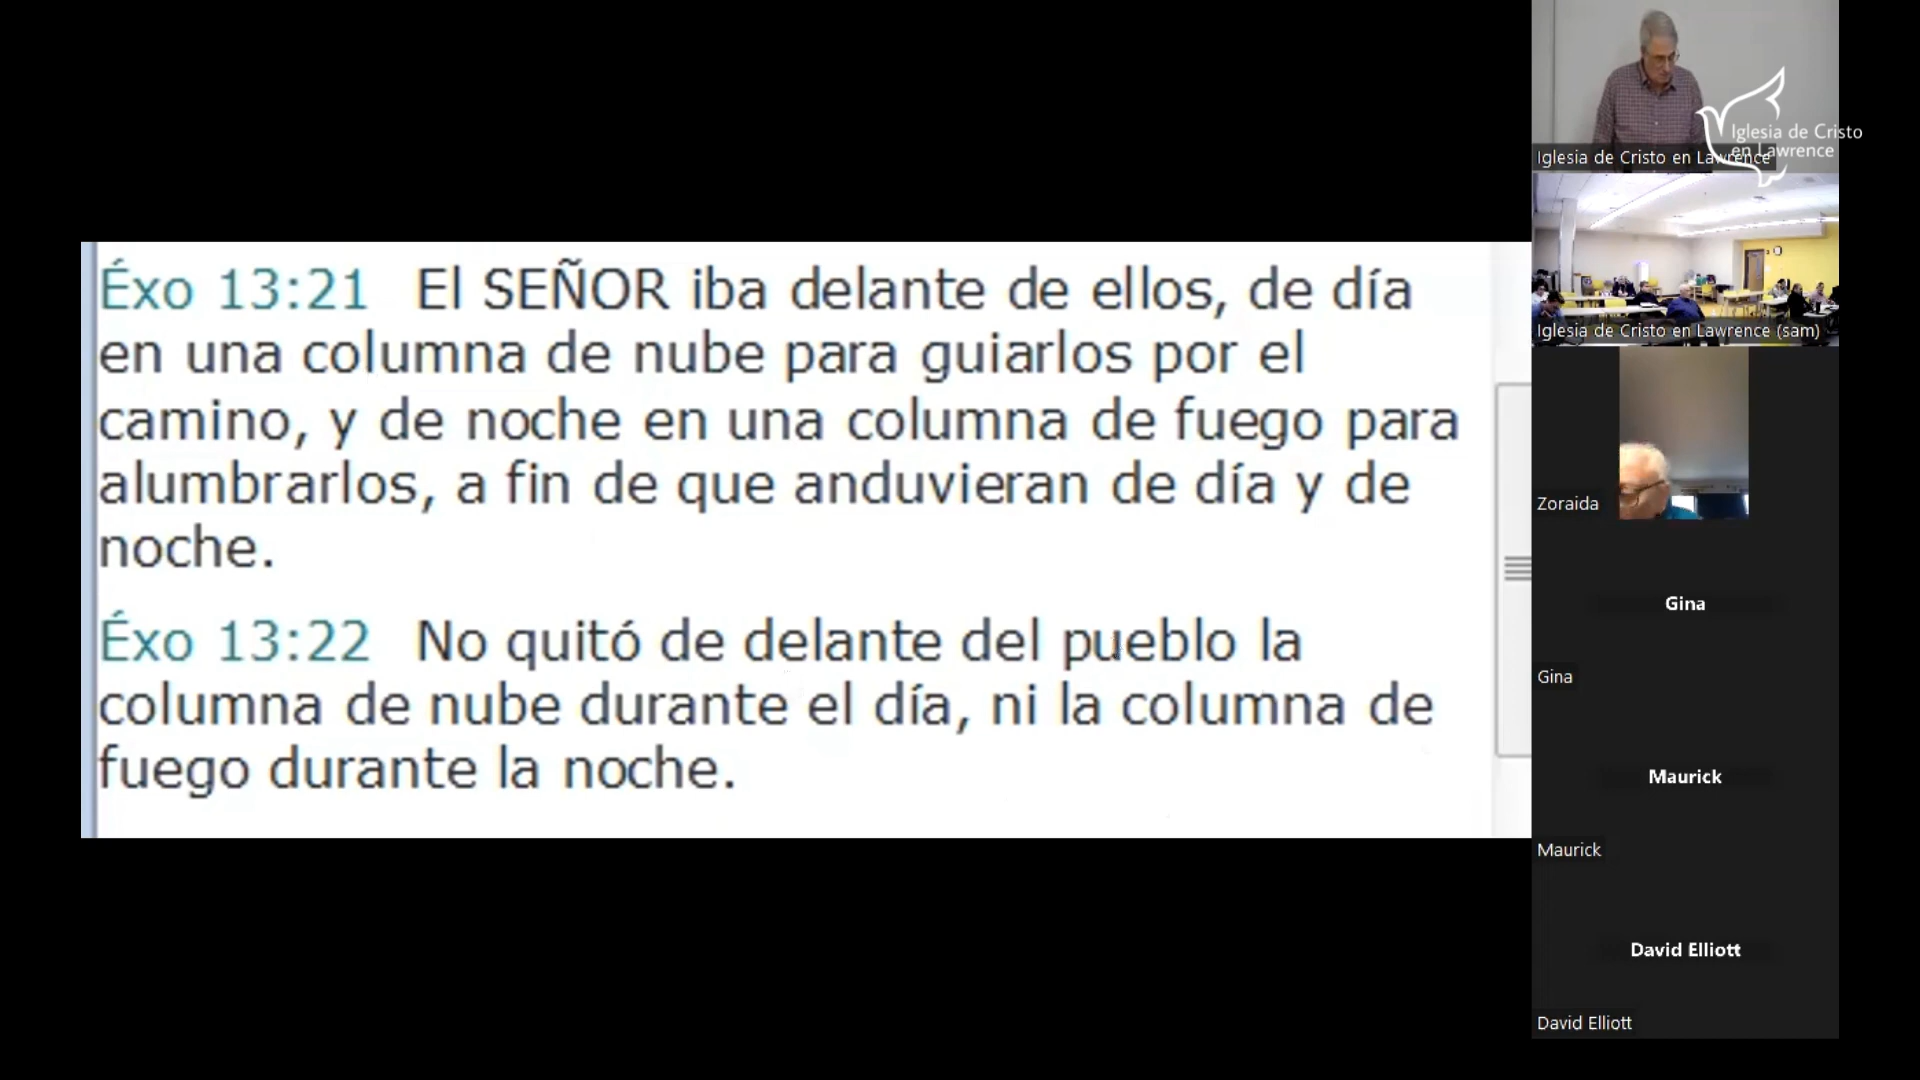 Éxo 13:21 El SEÑOR iba delante de ellos, de día
en una columna de nube para guiarlos por el
camino, y de noche en una columna de fuego para
alumbrarlos, a fin de que anduvieran de día y de
noche.
Éxo 13:22 No quitó de delante del pueblo la
columna de nube durante el día, ni la columna de
fuego durante la noche.
Iglesia de Cristo
en Lawrence
Iglesia de Cristo en Lawrence
Iglesia de Cristo en Lawrence (sam)
Zoraida
Gina
Gina
Maurick
Maurick
David Elliott
David Elliott